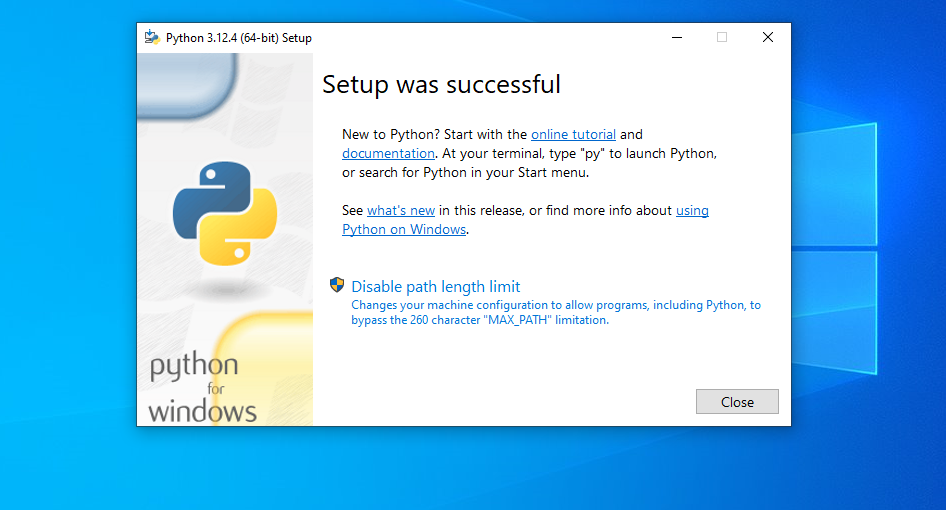 Python 3.12.4 (64-bit) Setup
Setup was successful
New to Python? Start with the online tutorial and
documentation. At your terminal, type "py" to launch Python,
or search for Python in your Start menu.
See what's new in this release, or find more info about using
Python on Windows.
Disable path length limit
Changes your machine configuration to allow programs, including Python, to
bypass the 260 character "MAX_PATH" limitation.
python
for
windows
Close